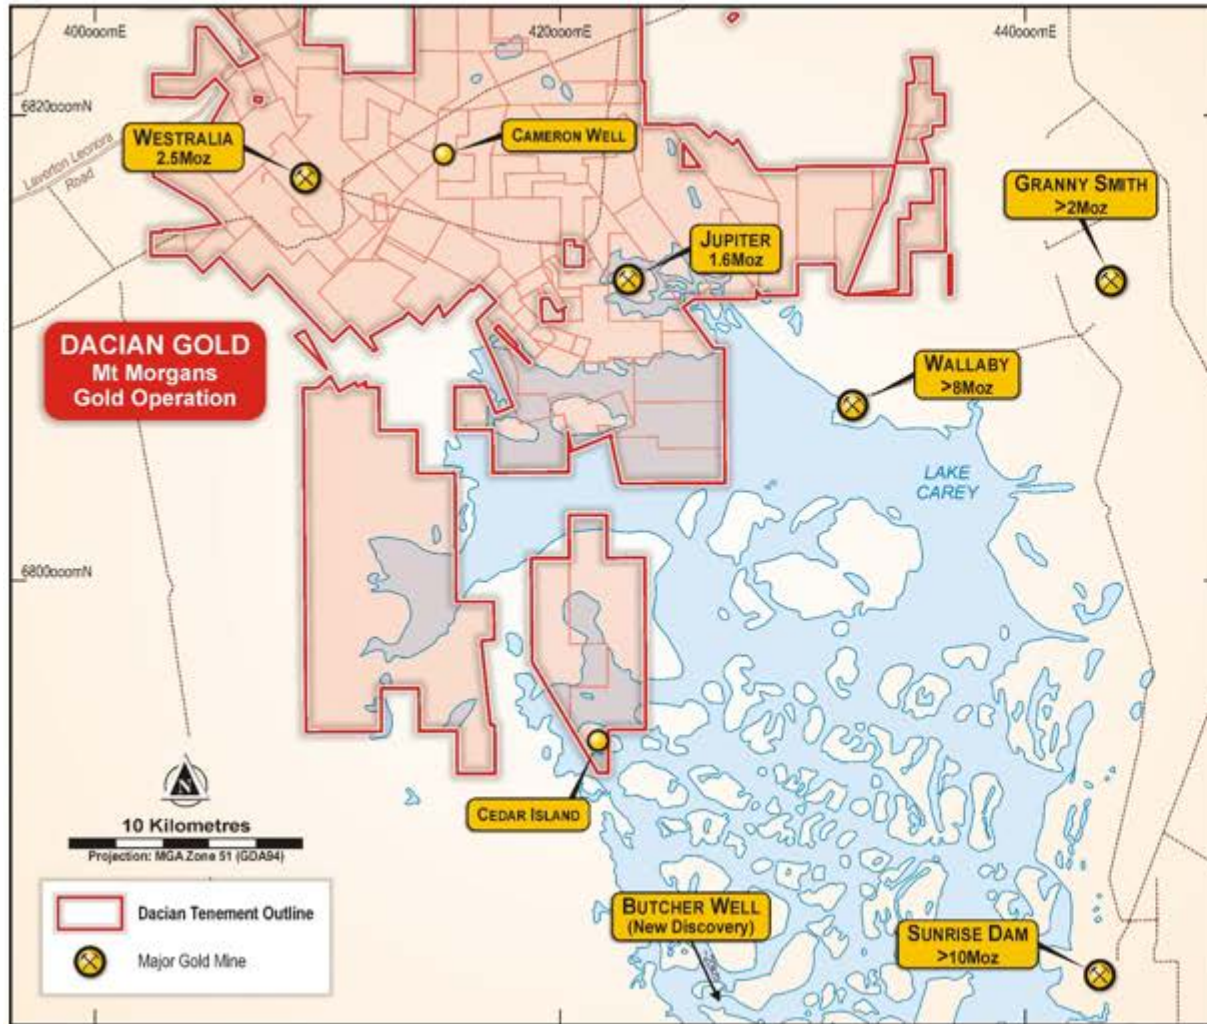 400000mE
420000mE
440000mE
6820000mN
WESTRALIA
2.5Moz
CAMERON WELL
Laverton Leonora
Road
GRANNY SMITH
>2Moz
JUPITER
1.6Moz
DACIAN GOLD
Mt Morgans
Gold Operation
WALLABY
>8Moz
LAKE
CAREY
6800000mN
N
CEDAR ISLAND
10 Kilometres
Projection: MGA Zone 51 (GDA94)
BUTCHER WELL
(New Discovery)
SUNRISE DAM
>10Moz
Dacian Tenement Outline
Major Gold Mine